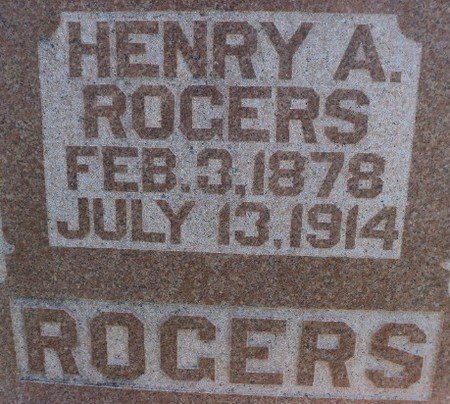 HENRY A.
ROGERS
FEB. 3, 1878
JULY 13, 1914
ROGERS